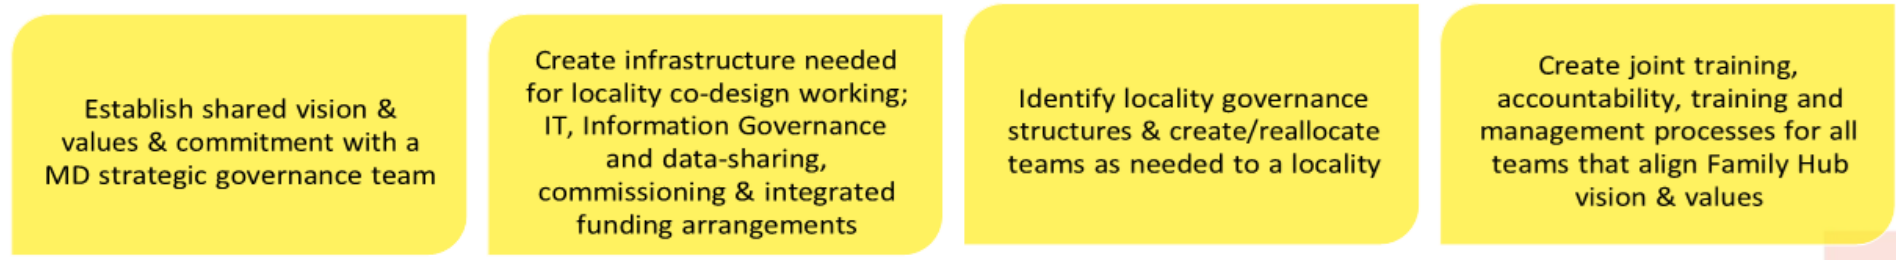 Establish shared vision &
values & commitment with a
MD strategic governance team
Create infrastructure needed
for locality co-design working;
IT, Information Governance
and data-sharing,
commissioning & integrated
funding arrangements
Identify locality governance
structures & create/reallocate
teams as needed to a locality
Create joint training,
accountability, training and
management processes for all
teams that align Family Hub
vision & values